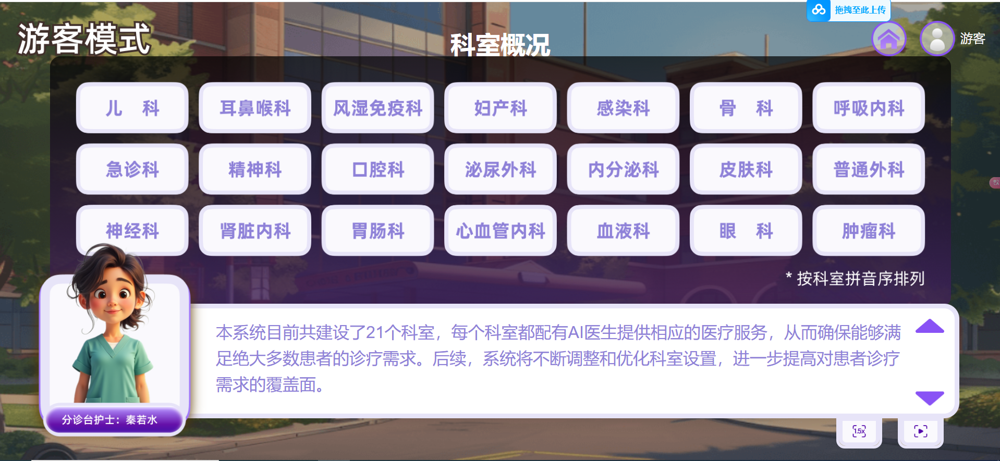 拖拽至此上传
游客模式
科室概况
游客
儿 科
耳鼻喉科
风湿免疫科
妇产科
感染科
骨 科
呼吸内科
急诊科
精神科
口腔科
泌尿外科
内分泌科
皮肤科
普通外科
神经科
肾脏内科
胃肠科
心血管内科
血液科
眼 科
肿瘤科
* 按科室拼音序排列
本系统目前共建设了21个科室，每个科室都配有AI医生提供相应的医疗服务，从而确保能够满
足绝大多数患者的诊疗需求。后续，系统将不断调整和优化科室设置，进一步提高对患者诊疗
需求的覆盖面。
分诊台护士：秦若水
1.5x